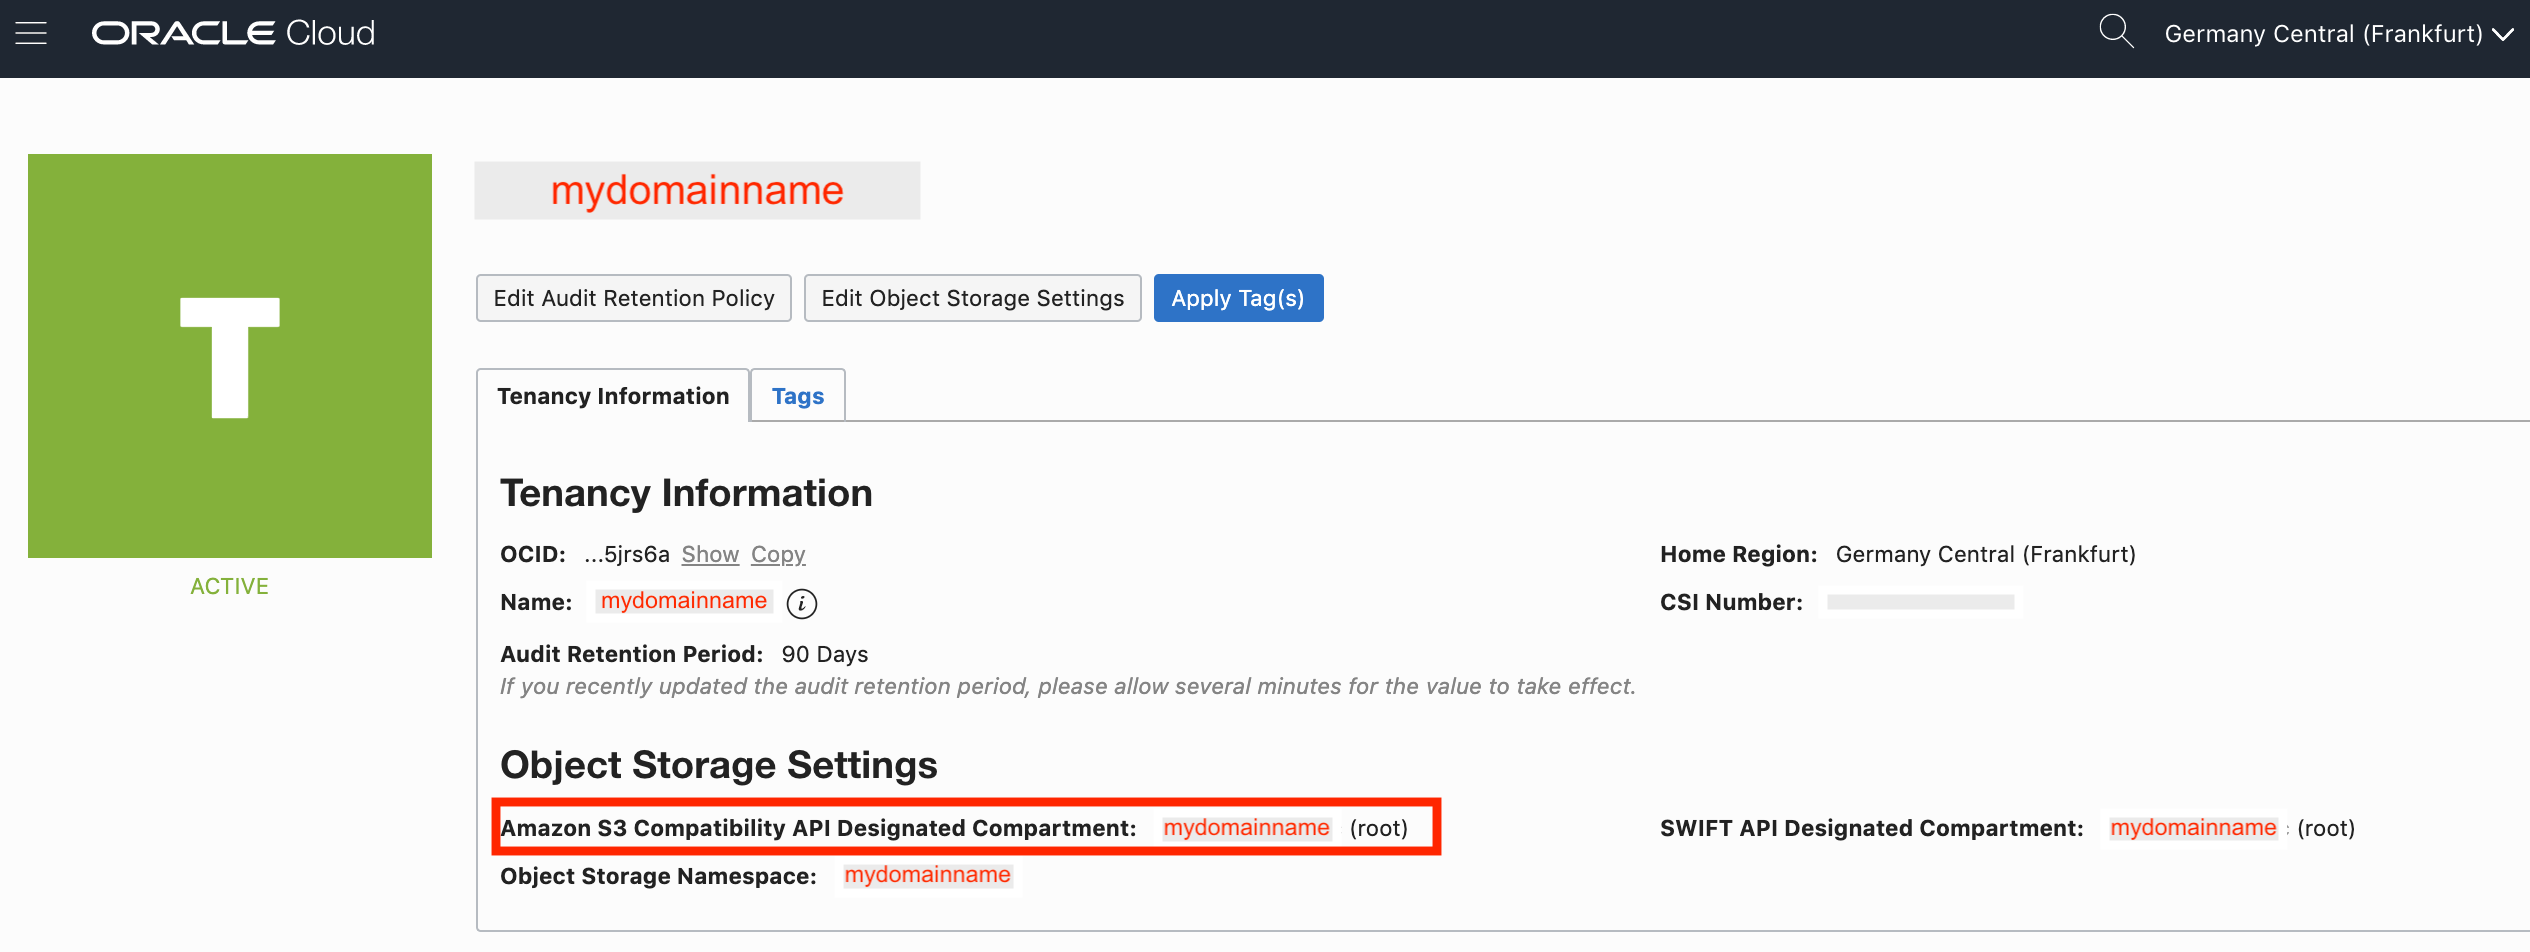 ORACLE Cloud
Germany Central (Frankfurt)
T
ACTIVE
mydomainname
Edit Audit Retention Policy
Edit Object Storage Settings
Apply Tag(s)
Tenancy Information
Tags
Tenancy Information
OCID: ...5jrs6a Show Copy
Home Region: Germany Central (Frankfurt)
Name: mydomainname i
CSI Number:
Audit Retention Period: 90 Days
If you recently updated the audit retention period, please allow several minutes for the value to take effect.
Object Storage Settings
Amazon S3 Compatibility API Designated Compartment: mydomainname (root)
SWIFT API Designated Compartment: mydomainname (root)
Object Storage Namespace: mydomainname